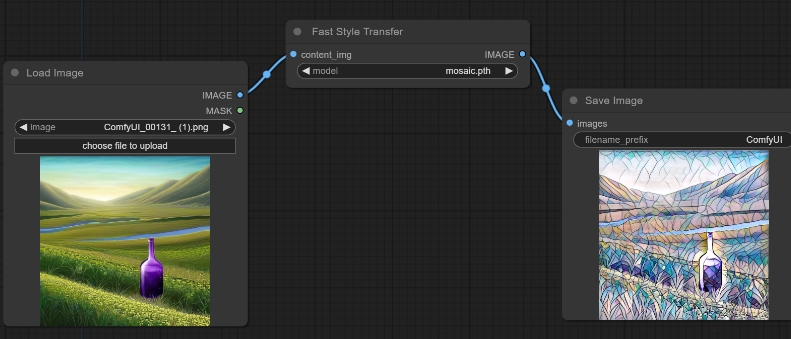 Load Image
IMAGE
MASK
image ComfyUI_00131_ (1).png
choose file to upload
Fast Style Transfer
content_img IMAGE
model mosaic.pth
Save Image
images
filename_prefix ComfyUI